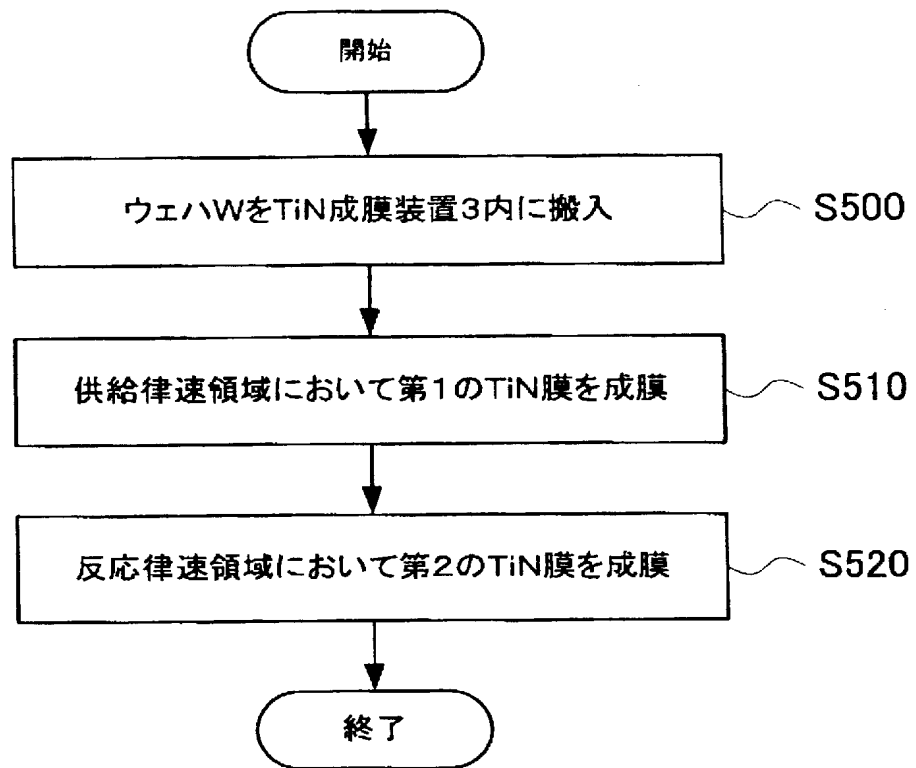 開始
ウェハWをTiN成膜装置3内に搬入
S500
供給律速領域において第1のTiN膜を成膜
S510
反応律速領域において第2のTiN膜を成膜
S520
終了